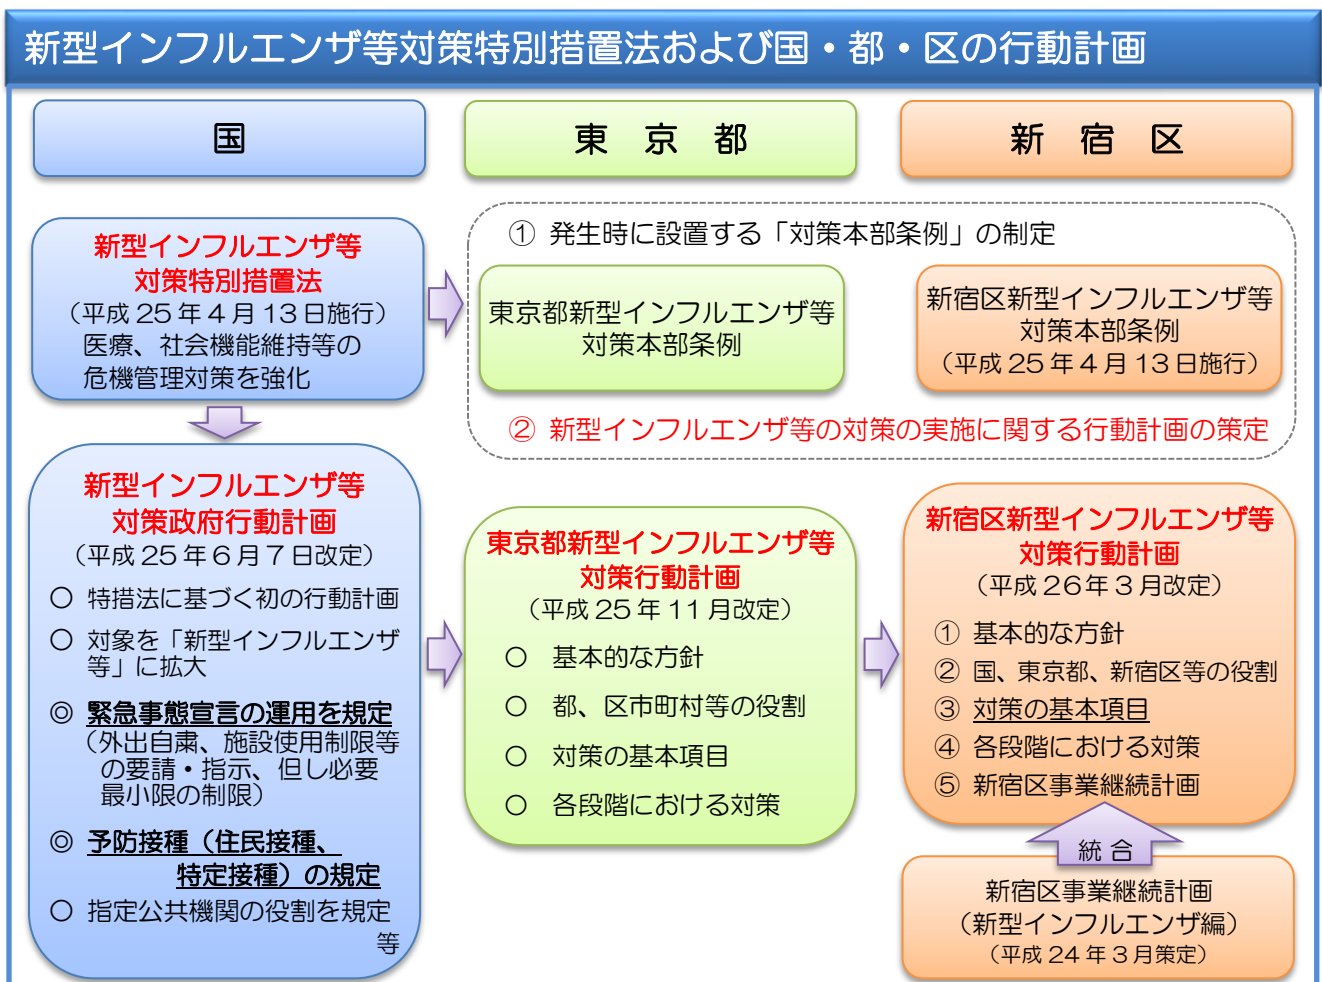 新型インフルエンザ等対策特別措置法および国・都・区の行動計画
国
東 京 都
新 宿 区
新型インフルエンザ等
対策特別措置法
（平成25年4月13日施行）
医療、社会機能維持等の
危機管理対策を強化
① 発生時に設置する「対策本部条例」の制定
東京都新型インフルエンザ等
対策本部条例
新宿区新型インフルエンザ等
対策本部条例
（平成25年4月13日施行）
② 新型インフルエンザ等の対策の実施に関する行動計画の策定
新型インフルエンザ等
対策政府行動計画
（平成25年6月7日改定）
○ 特措法に基づく初の行動計画
○ 対象を「新型インフルエンザ
等」に拡大
◎ 緊急事態宣言の運用を規定
（外出自粛、施設使用制限等
の要請・指示、但し必要
最小限の制限）
◎ 予防接種（住民接種、
特定接種）の規定
○ 指定公共機関の役割を規定
等
東京都新型インフルエンザ等
対策行動計画
（平成25年11月改定）
○ 基本的な方針
○ 都、区市町村等の役割
○ 対策の基本項目
○ 各段階における対策
新宿区新型インフルエンザ等
対策行動計画
（平成26年3月改定）
① 基本的な方針
② 国、東京都、新宿区等の役割
③ 対策の基本項目
④ 各段階における対策
⑤ 新宿区事業継続計画
統合
新宿区事業継続計画
（新型インフルエンザ編）
（平成24年3月策定）